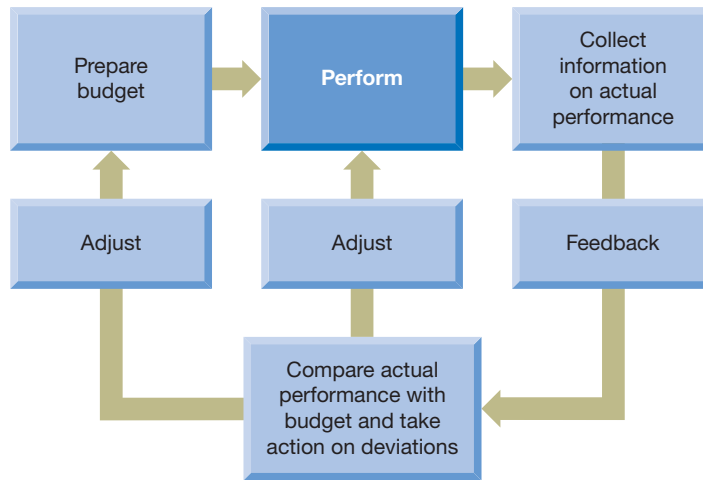 Prepare
budget
Perform
Collect
information
on actual
performance
Adjust
Adjust
Feedback
Compare actual
performance with
budget and take
action on deviations